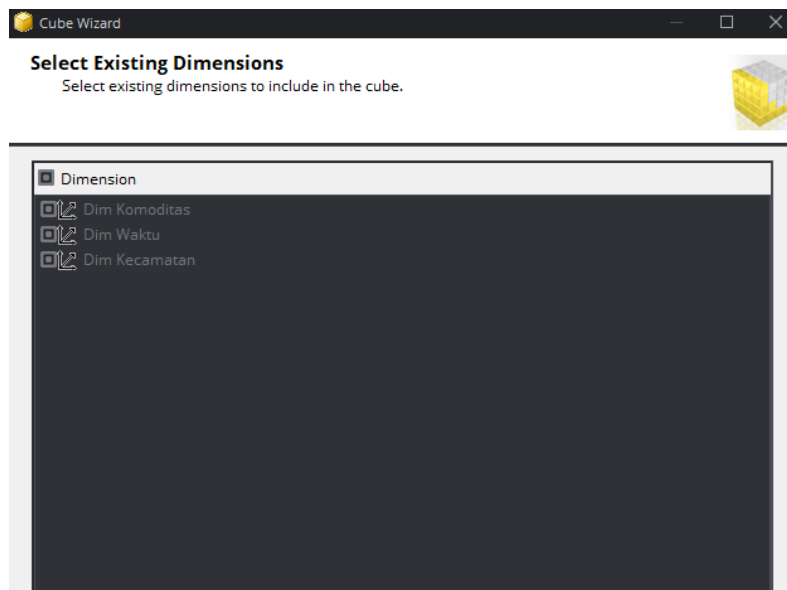 Cube Wizard
Select Existing Dimensions
Select existing dimensions to include in the cube.
Dimension
Dim Komoditas
Dim Waktu
Dim Kecamatan